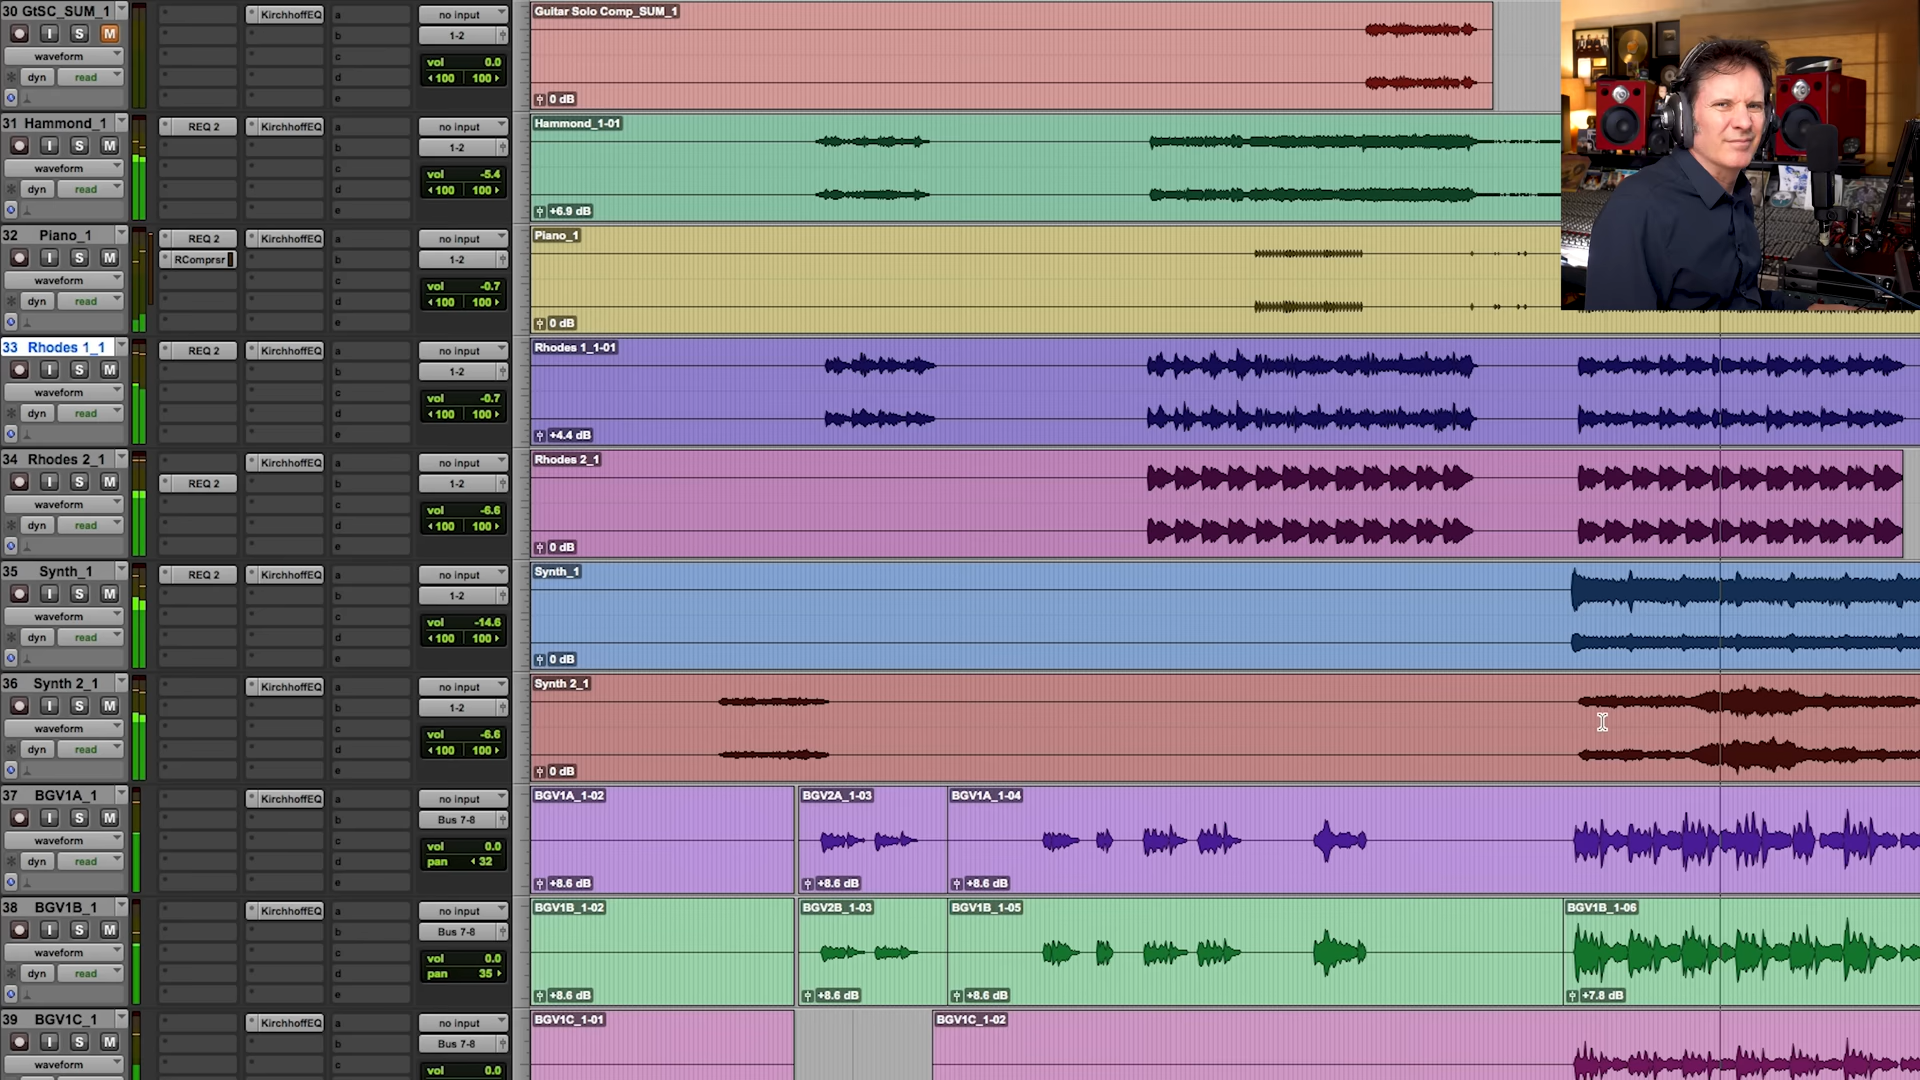 30 GtSC_SUM_1
I S M
waveform
dyn read
KirchhoffEQ
a
b
c
d
e
no input
1-2
vol 0.0
100 100
Guitar Solo Comp_SUM_1
0 dB
31 Hammond_1
I S M
waveform
dyn read
REQ 2 KirchhoffEQ
a
b
c
d
e
no input
1-2
vol -5.4
100 100
Hammond_1-01
+6.9 dB
32 Piano_1
I S M
waveform
dyn read
REQ 2 KirchhoffEQ
RComprsr
a
b
c
d
e
no input
1-2
vol -0.7
100 100
Piano_1
0 dB
33 Rhodes 1_1
I S M
waveform
dyn read
REQ 2 KirchhoffEQ
a
b
c
d
e
no input
1-2
vol -0.7
100 100
Rhodes 1_1-01
+4.4 dB
34 Rhodes 2_1
I S M
waveform
dyn read
KirchhoffEQ
REQ 2
a
b
c
d
e
no input
1-2
vol -6.6
100 100
Rhodes 2_1
0 dB
35 Synth_1
I S M
waveform
dyn read
REQ 2 KirchhoffEQ
a
b
c
d
e
no input
1-2
vol -14.6
100 100
Synth_1
0 dB
36 Synth 2_1
I S M
waveform
dyn read
KirchhoffEQ
a
b
c
d
e
no input
1-2
vol -6.6
100 100
Synth 2_1
0 dB
37 BGV1A_1
I S M
waveform
dyn read
KirchhoffEQ
a
b
c
d
e
no input
Bus 7-8
vol 0.0
pan 32
BGV1A_1-02 BGV2A_1-03 BGV1A_1-04
+8.6 dB +8.6 dB +8.6 dB
38 BGV1B_1
I S M
waveform
dyn read
KirchhoffEQ
a
b
c
d
e
no input
Bus 7-8
vol 0.0
pan 35
BGV1B_1-02 BGV2B_1-03 BGV1B_1-05 BGV1B_1-06
+8.6 dB +8.6 dB +8.6 dB +7.8 dB
39 BGV1C_1
I S M
waveform
KirchhoffEQ
a
b
c
no input
Bus 7-8
vol 0.0
BGV1C_1-01 BGV1C_1-02